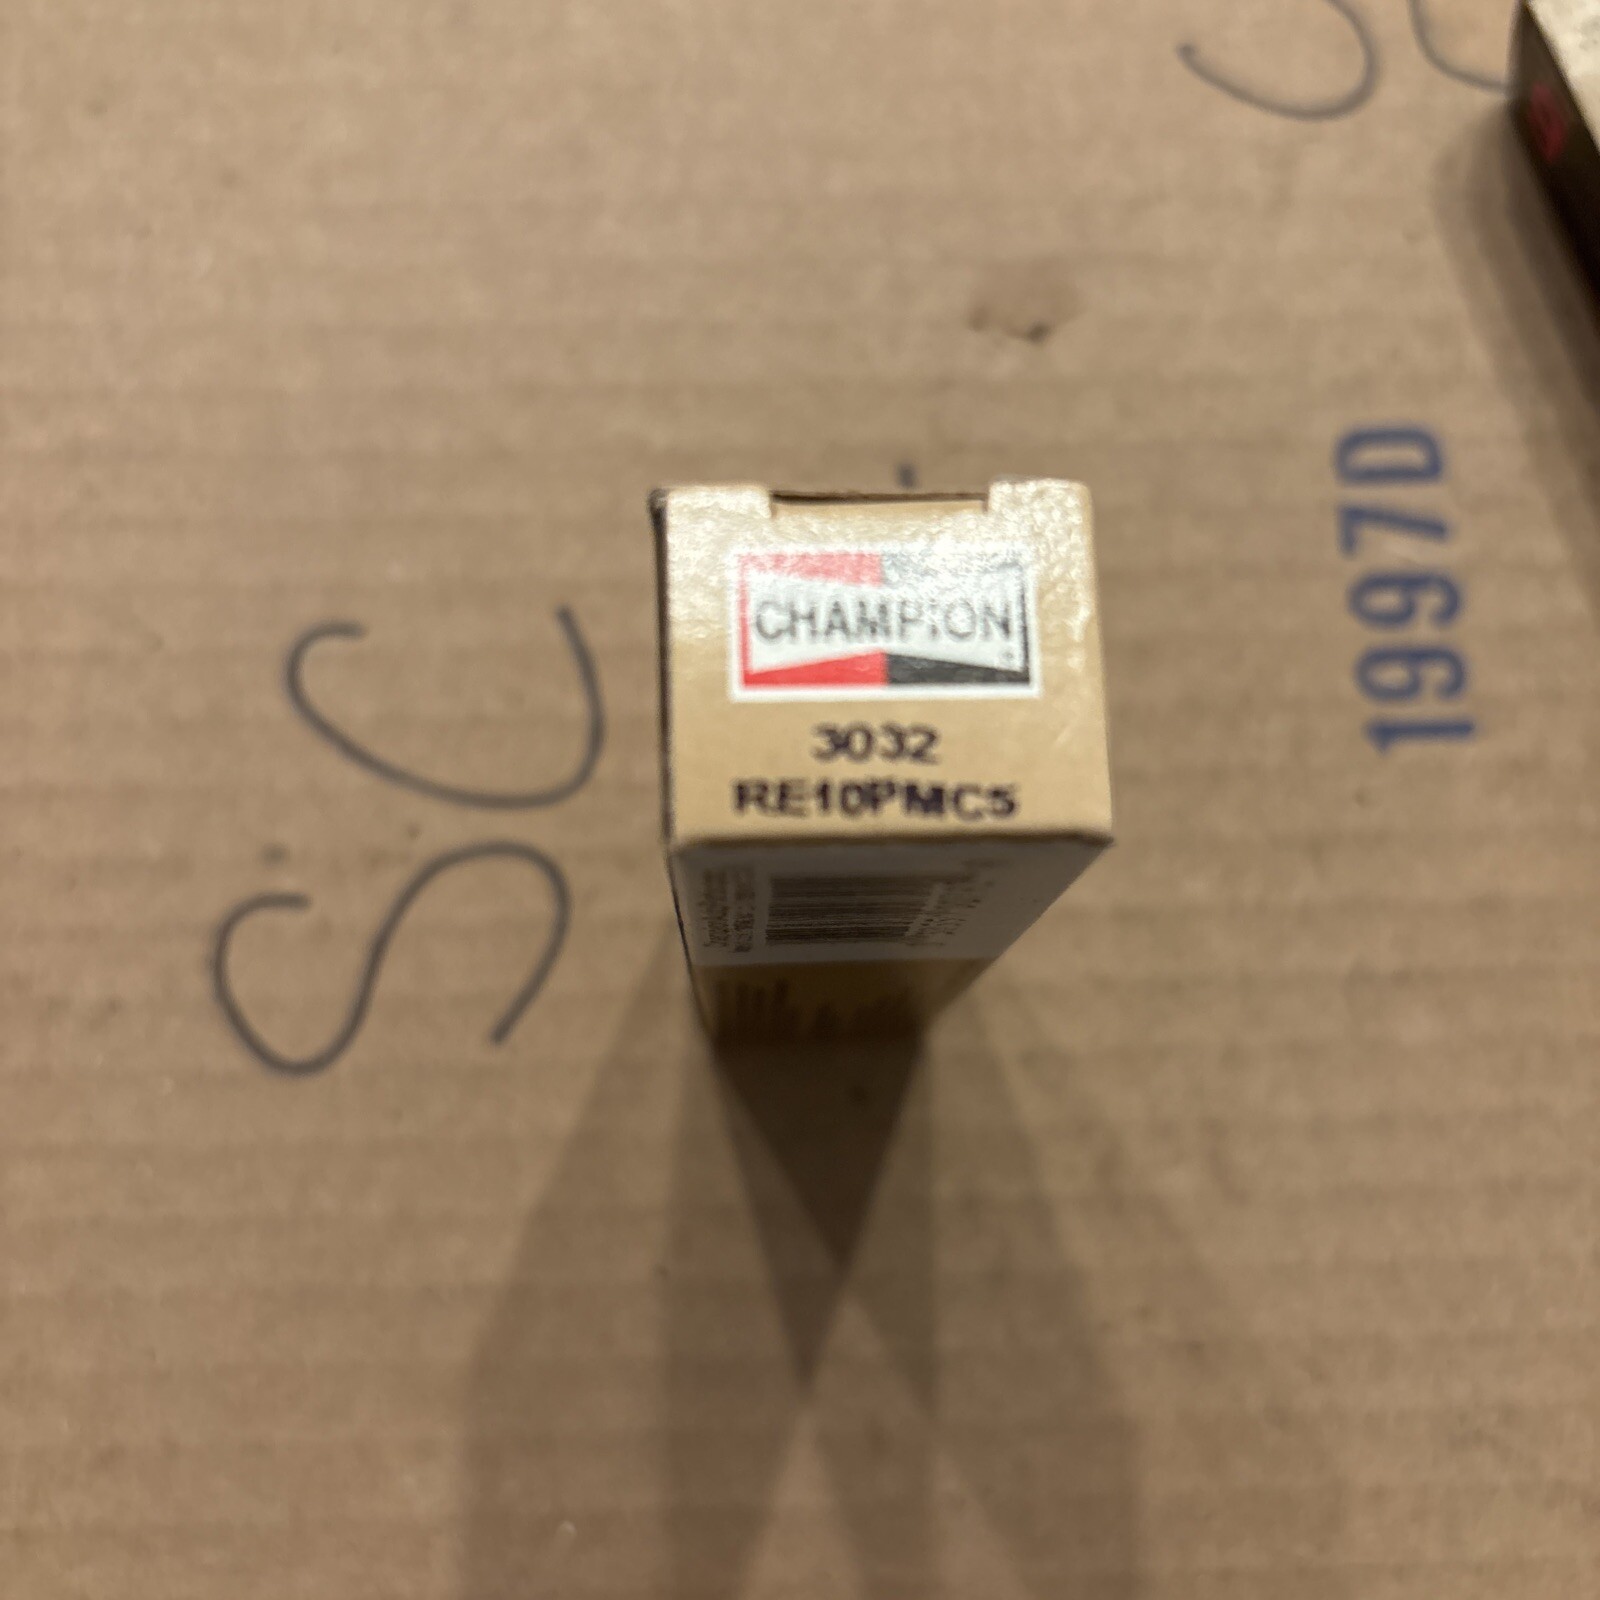 CHAMPION
3032
RE10PMC5
1997D
SC